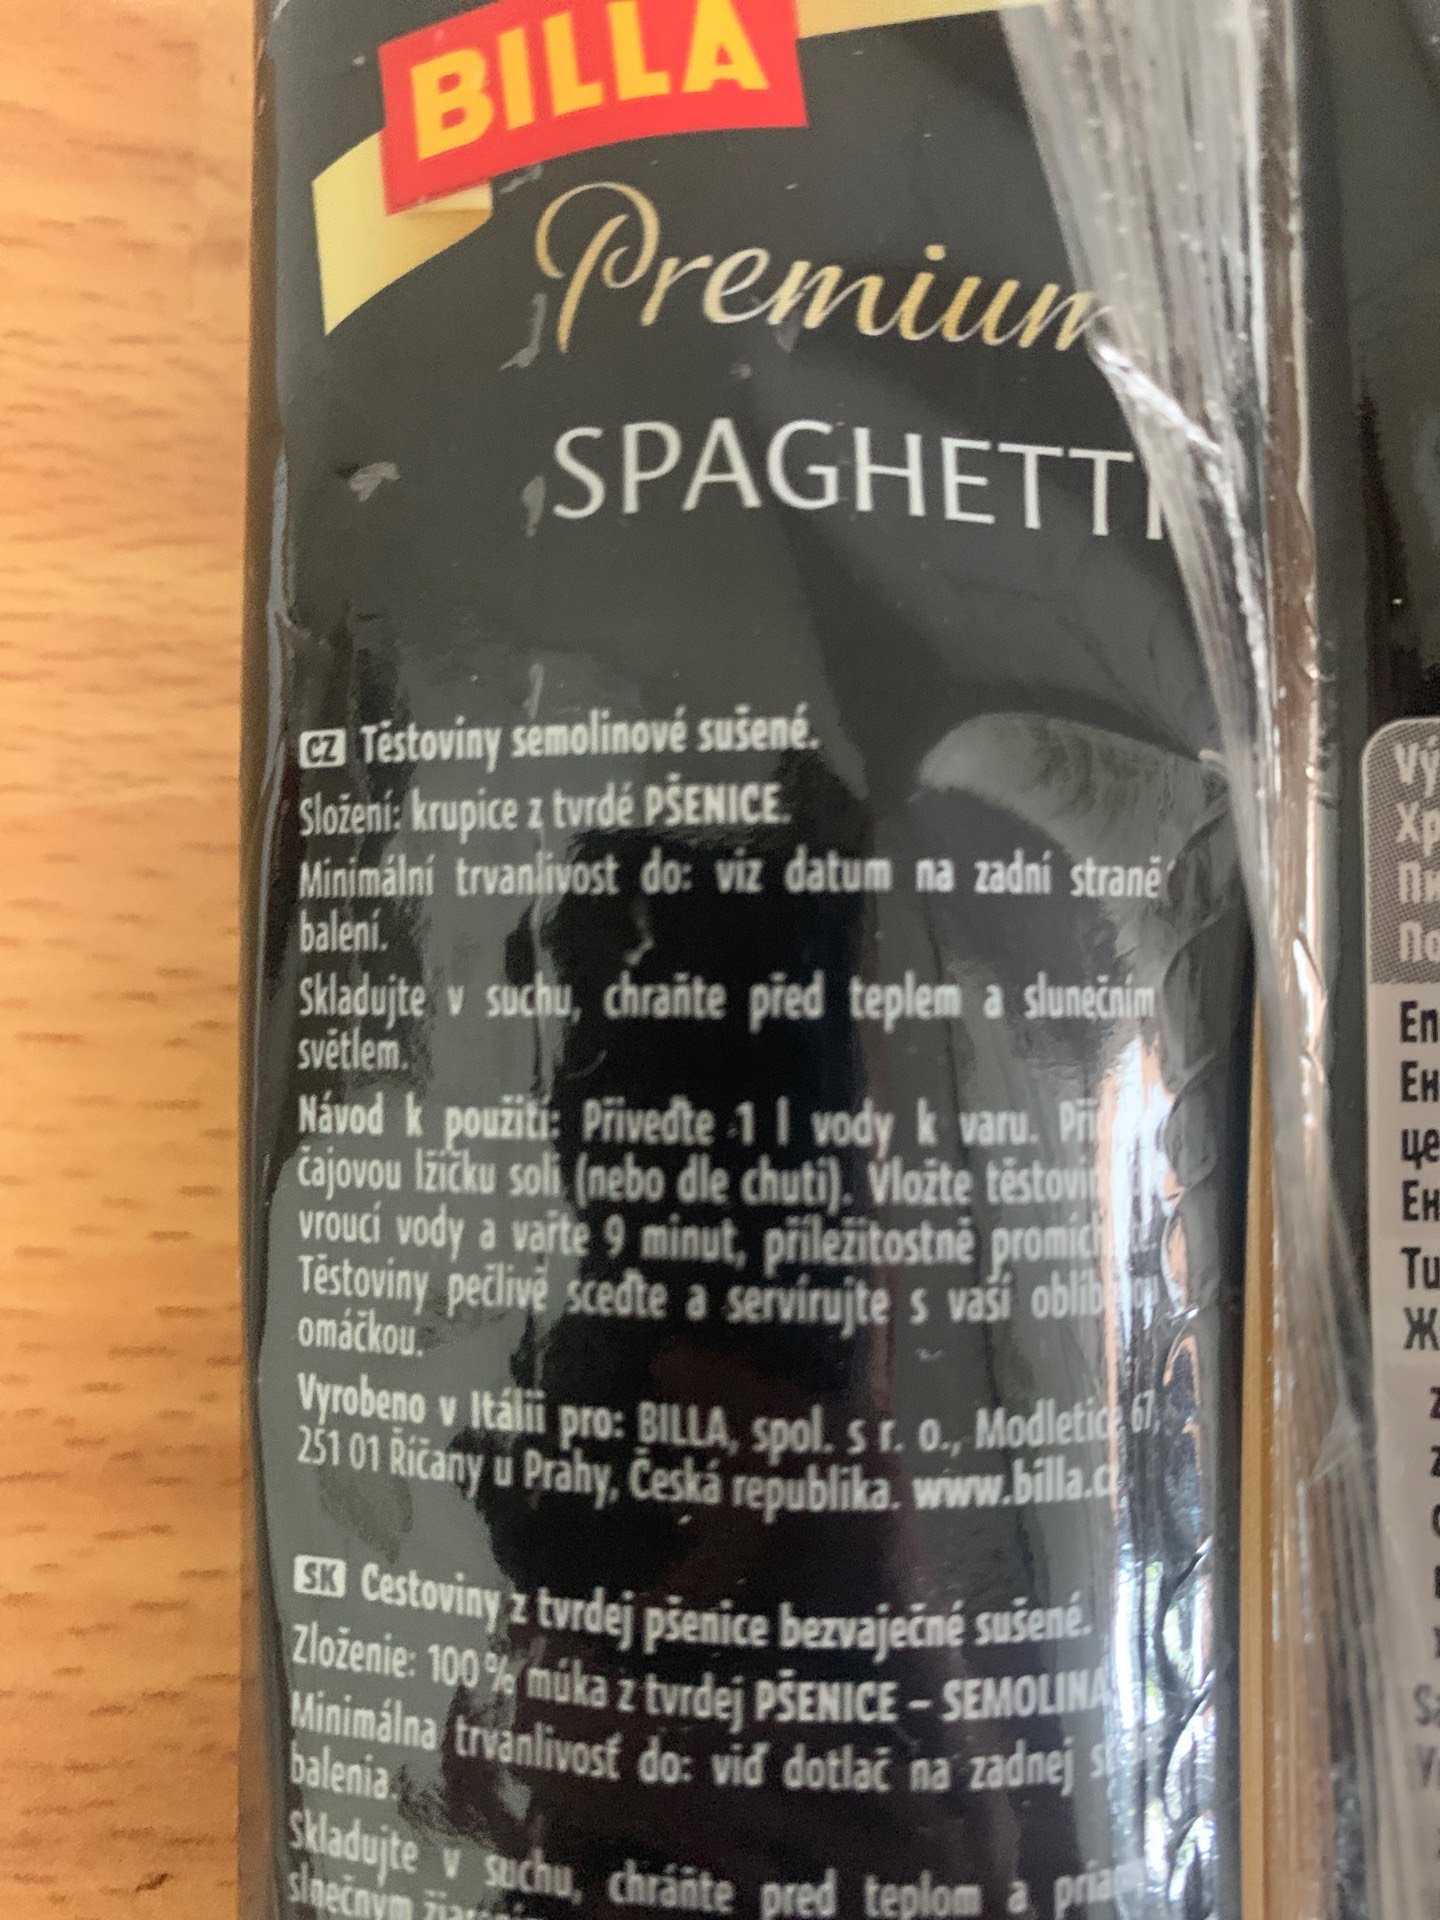 BILLA
Premium
SPAGHETTI
CZ Těstoviny semolinové sušené.
Složení: krupice z tvrdé PŠENICE.
Minimální trvanlivost do: viz datum na zadní straně
balení.
Skladujte v suchu, chraňte před teplem a slunečním
světlem.
Návod k použití: Přiveďte 1 l vody k varu.
čajovou lžičku soli (nebo dle chuti). Vložte
vroucí vody a vařte 9 minut, příležitostně
Těstoviny pečlivě sceďte a servírujte s vaší
omáčkou.
Vyrobeno v Itálii pro: BILLA, spol. s r. o., Modletice 67,
251 01 Říčany u Prahy, Česká republika. www.billa.cz
SK Cestoviny z tvrdej pšenice bezvaječné sušené.
Zloženie: 100 % múka z tvrdej PŠENICE – SEMOLINA
Minimálna trvanlivosť do: viď dotlač na zadnej
balenia.
Skladujte v suchu, chráňte pred teplom a
slnečným